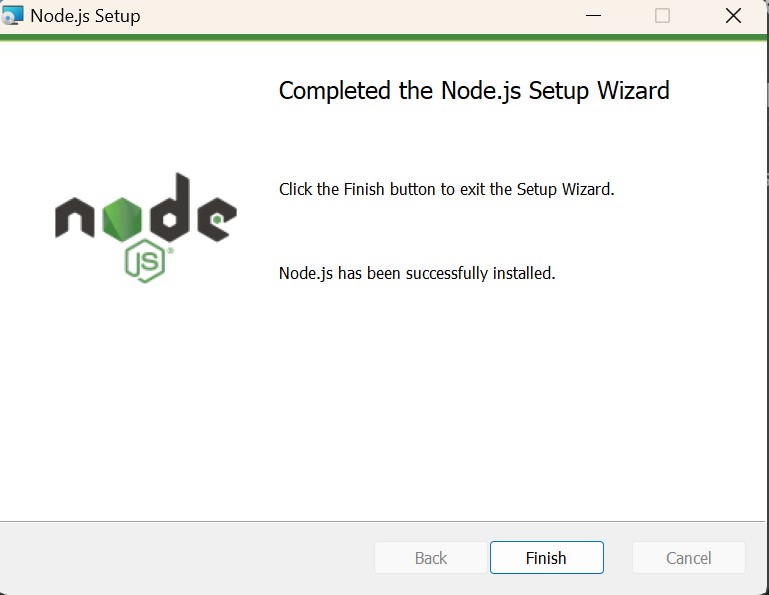 Node.js Setup
Completed the Node.js Setup Wizard
node
JS®
Click the Finish button to exit the Setup Wizard.
Node.js has been successfully installed.
Back
Finish
Cancel